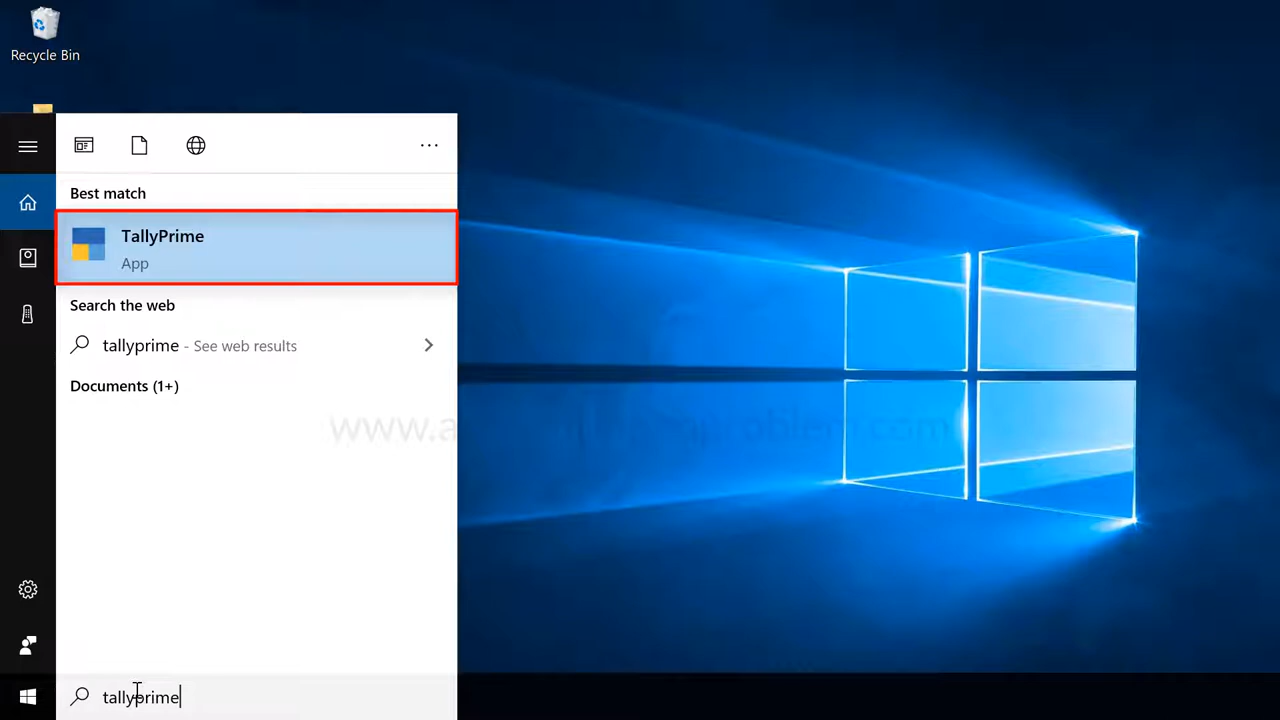 Recycle Bin
Best match
TallyPrime
App
Search the web
tallyprime - See web results
Documents (1+)
tallyprime